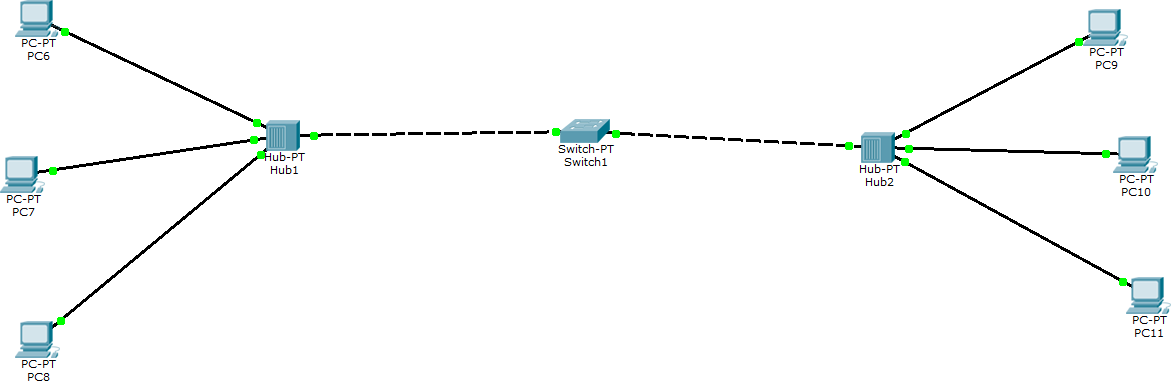 PC-PT
PC6
PC-PT
PC7
PC-PT
PC8
Hub-PT
Hub1
Switch-PT
Switch1
Hub-PT
Hub2
PC-PT
PC9
PC-PT
PC10
PC-PT
PC11